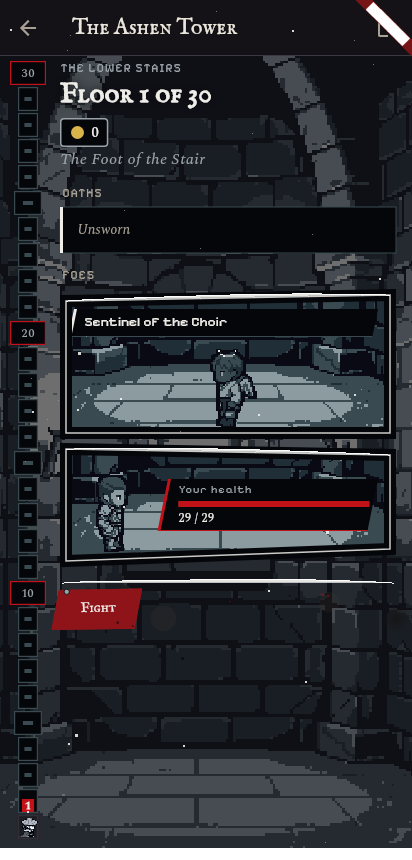 The Ashen Tower
30
THE LOWER STAIRS
Floor 1 of 30
0
The Foot of the Stair
OATHS
Unsworn
FOES
Sentinel of the Choir
20
Your health
29 / 29
10
Fight
1